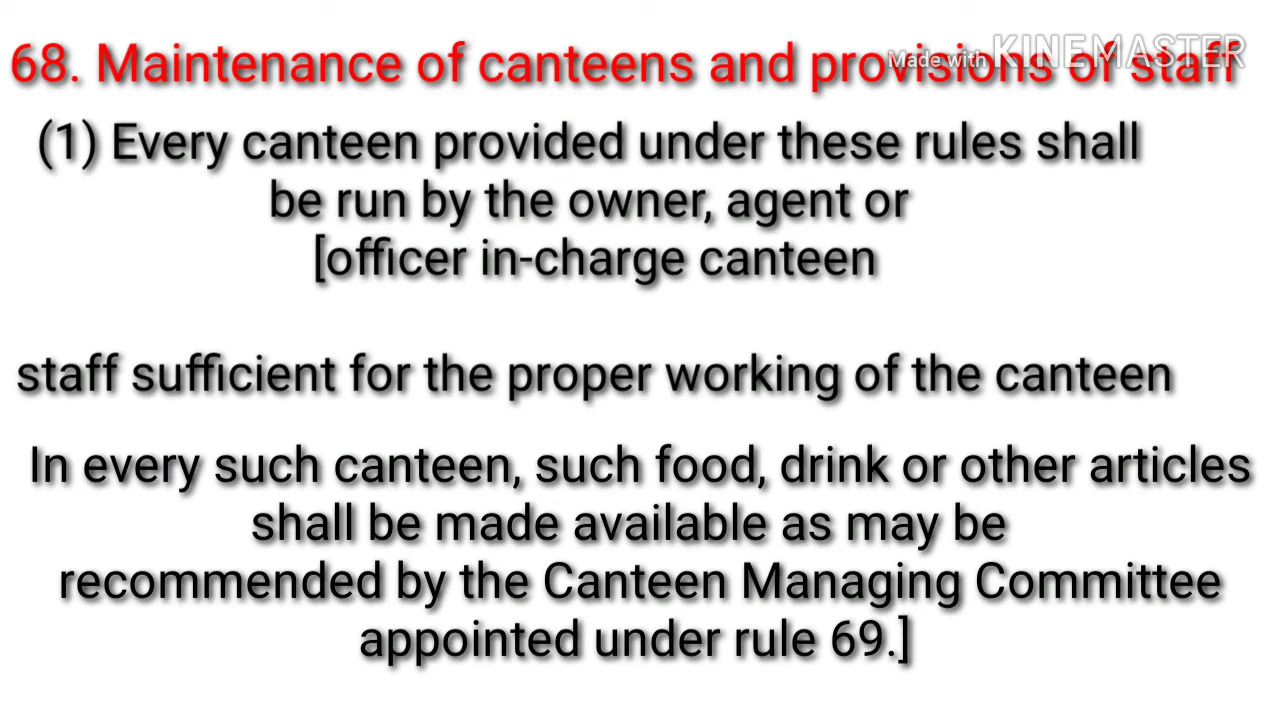 68. Maintenance of canteens and provisions of staff
Made with KINEMASTER
(1) Every canteen provided under these rules shall
be run by the owner, agent or
[officer in-charge canteen
staff sufficient for the proper working of the canteen
In every such canteen, such food, drink or other articles
shall be made available as may be
recommended by the Canteen Managing Committee
appointed under rule 69.]